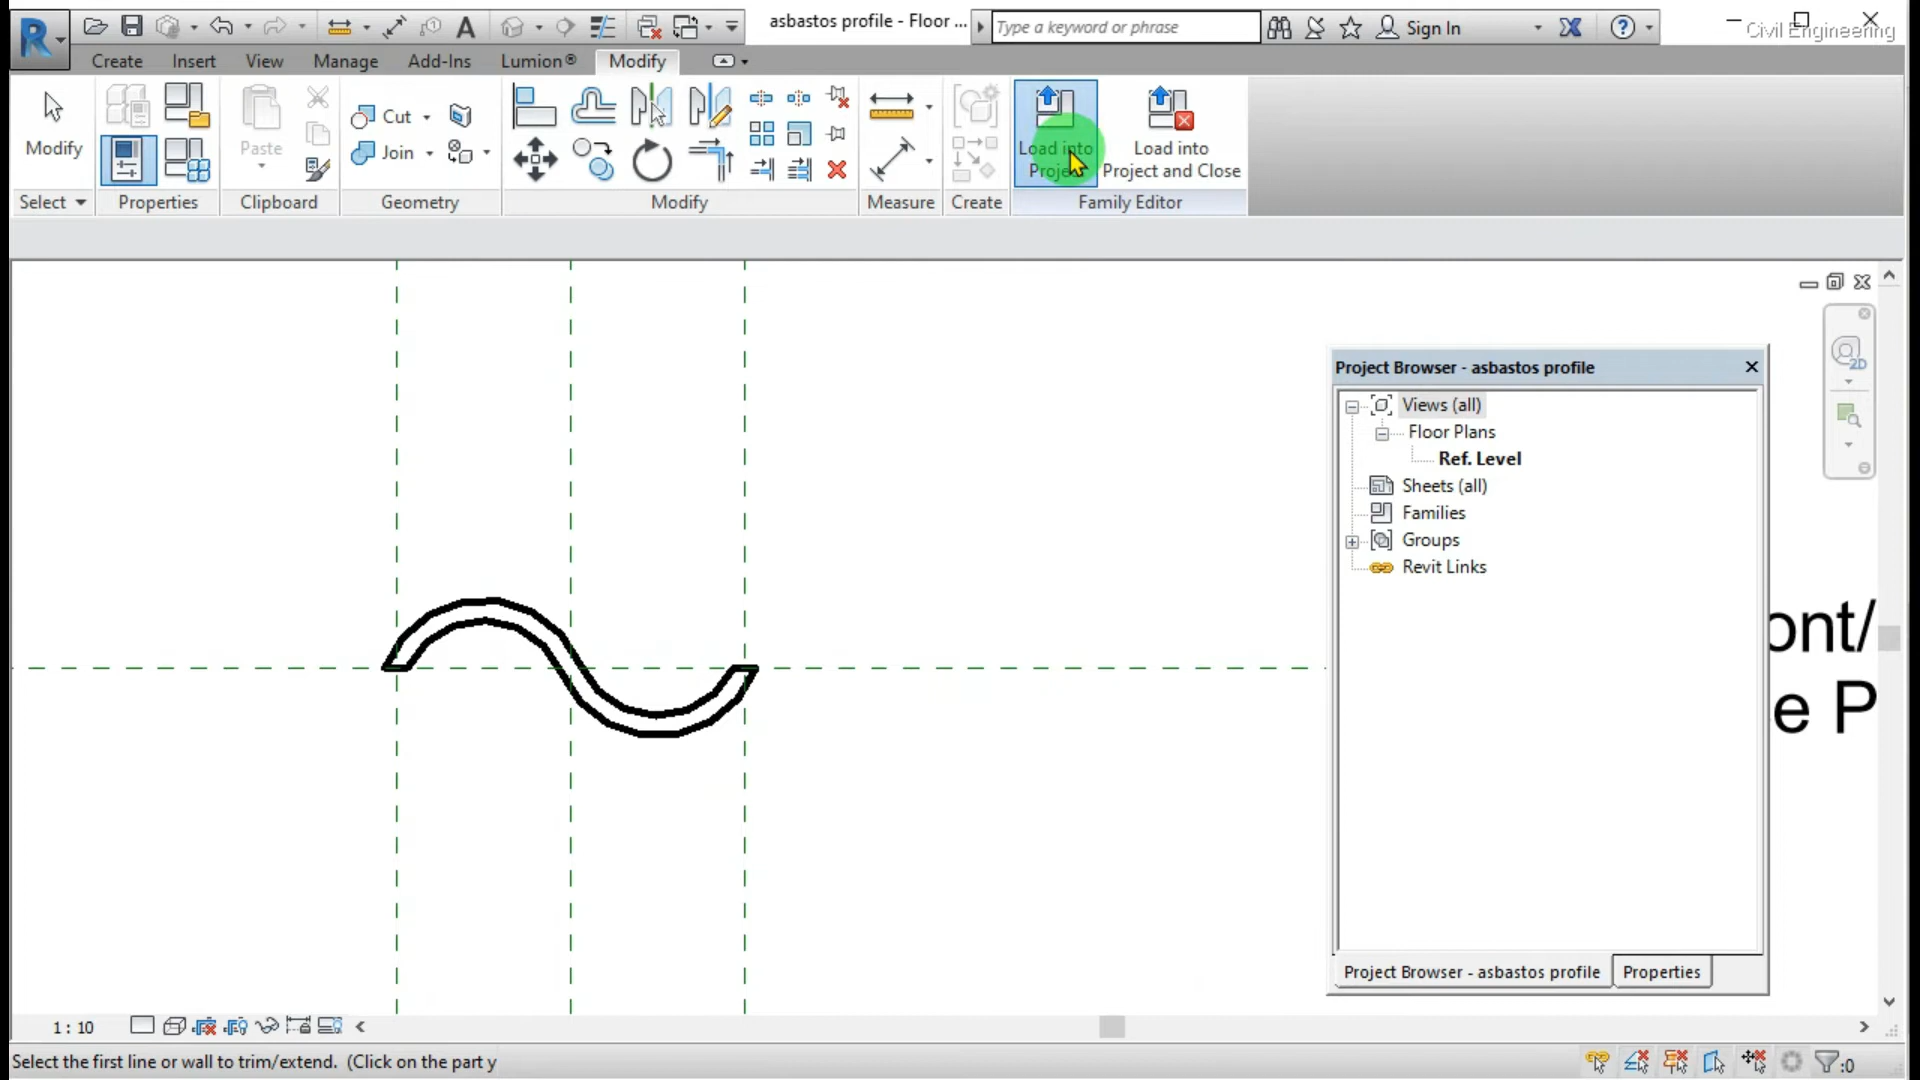 asbastos profile - Floor ...
Type a keyword or phrase
Sign In
Civil Engineering
Create
Insert
View
Manage
Add-Ins
Lumion®
Modify
Modify
Paste
Cut
Join
Load into
Project
Load into
Project and Close
Select
Properties
Clipboard
Geometry
Modify
Measure
Create
Family Editor
2D
Project Browser - asbastos profile
Views (all)
Floor Plans
Ref. Level
Sheets (all)
Families
Groups
Revit Links
ont/
e P
Project Browser - asbastos profile
Properties
1 : 10
Select the first line or wall to trim/extend. (Click on the part y
:0